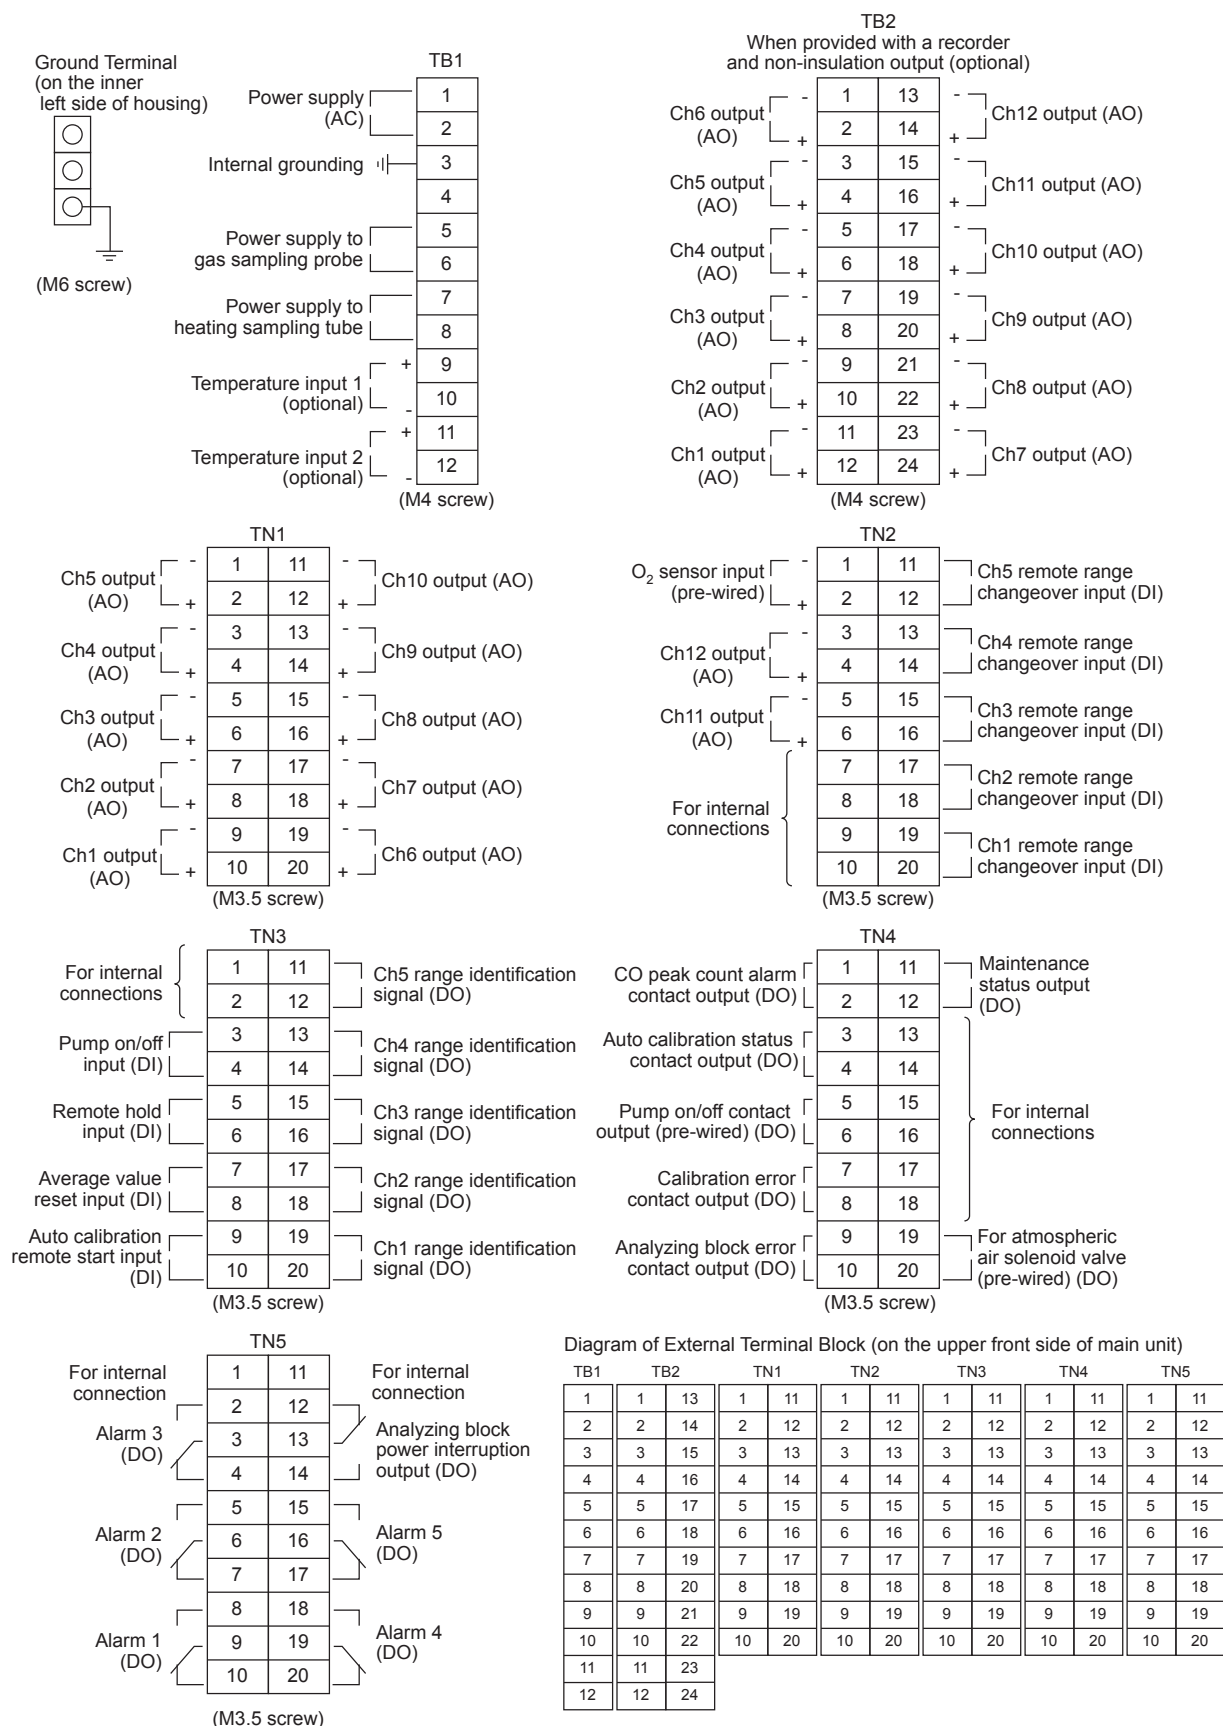 Ground Terminal
(on the inner
left side of housing)
(M6 screw)
TB1
Power supply
(AC)
Internal grounding
Power supply to
gas sampling probe
Power supply to
heating sampling tube
Temperature input 1
(optional)
Temperature input 2
(optional)
+
-
+
-
1
2
3
4
5
6
7
8
9
10
11
12
(M4 screw)
TB2
When provided with a recorder
and non-insulation output (optional)
Ch6 output
(AO)
- 1 13 -
+ 2 14 +
Ch12 output (AO)
Ch5 output
(AO)
- 3 15 -
+ 4 16 +
Ch11 output (AO)
Ch4 output
(AO)
- 5 17 -
+ 6 18 +
Ch10 output (AO)
Ch3 output
(AO)
- 7 19 -
+ 8 20 +
Ch9 output (AO)
Ch2 output
(AO)
- 9 21 -
+ 10 22 +
Ch8 output (AO)
Ch1 output
(AO)
- 11 23 -
+ 12 24 +
Ch7 output (AO)
(M4 screw)
TN1
Ch5 output
(AO)
- 1 11 -
+ 2 12 +
Ch10 output (AO)
Ch4 output
(AO)
- 3 13 -
+ 4 14 +
Ch9 output (AO)
Ch3 output
(AO)
- 5 15 -
+ 6 16 +
Ch8 output (AO)
Ch2 output
(AO)
- 7 17 -
+ 8 18 +
Ch7 output (AO)
Ch1 output
(AO)
- 9 19 -
+ 10 20 +
Ch6 output (AO)
(M3.5 screw)
TN2
O2 sensor input
(pre-wired)
- 1 11
+ 2 12
Ch5 remote range
changeover input (DI)
Ch12 output
(AO)
- 3 13
+ 4 14
Ch4 remote range
changeover input (DI)
Ch11 output
(AO)
- 5 15
+ 6 16
Ch3 remote range
changeover input (DI)
For internal
connections
7 17
8 18
Ch2 remote range
changeover input (DI)
9 19
10 20
Ch1 remote range
changeover input (DI)
(M3.5 screw)
TN3
For internal
connections
1 11
2 12
Ch5 range identification
signal (DO)
Pump on/off
input (DI)
3 13
4 14
Ch4 range identification
signal (DO)
Remote hold
input (DI)
5 15
6 16
Ch3 range identification
signal (DO)
Average value
reset input (DI)
7 17
8 18
Ch2 range identification
signal (DO)
Auto calibration
remote start input
(DI)
9 19
10 20
Ch1 range identification
signal (DO)
(M3.5 screw)
TN4
CO peak count alarm
contact output (DO)
1 11
2 12
Maintenance
status output
(DO)
Auto calibration status
contact output (DO)
3 13
4 14
Pump on/off contact
output (pre-wired) (DO)
5 15
6 16
For internal
connections
Calibration error
contact output (DO)
7 17
8 18
Analyzing block error
contact output (DO)
9 19
10 20
For atmospheric
air solenoid valve
(pre-wired) (DO)
(M3.5 screw)
TN5
For internal
connection
1 11
For internal
connection
Alarm 3
(DO)
2 12
3 13
4 14
Analyzing block
power interruption
output (DO)
Alarm 2
(DO)
5 15
6 16
7 17
Alarm 5
(DO)
Alarm 1
(DO)
8 18
9 19
10 20
Alarm 4
(DO)
(M3.5 screw)
Diagram of External Terminal Block (on the upper front side of main unit)
TB1 TB2 TN1 TN2 TN3 TN4 TN5
1 1 13 1 11 1 11 1 11 1 11 1 11
2 2 14 2 12 2 12 2 12 2 12 2 12
3 3 15 3 13 3 13 3 13 3 13 3 13
4 4 16 4 14 4 14 4 14 4 14 4 14
5 5 17 5 15 5 15 5 15 5 15 5 15
6 6 18 6 16 6 16 6 16 6 16 6 16
7 7 19 7 17 7 17 7 17 7 17 7 17
8 8 20 8 18 8 18 8 18 8 18 8 18
9 9 21 9 19 9 19 9 19 9 19 9 19
10 10 22 10 20 10 20 10 20 10 20 10 20
11 11 23
12 12 24